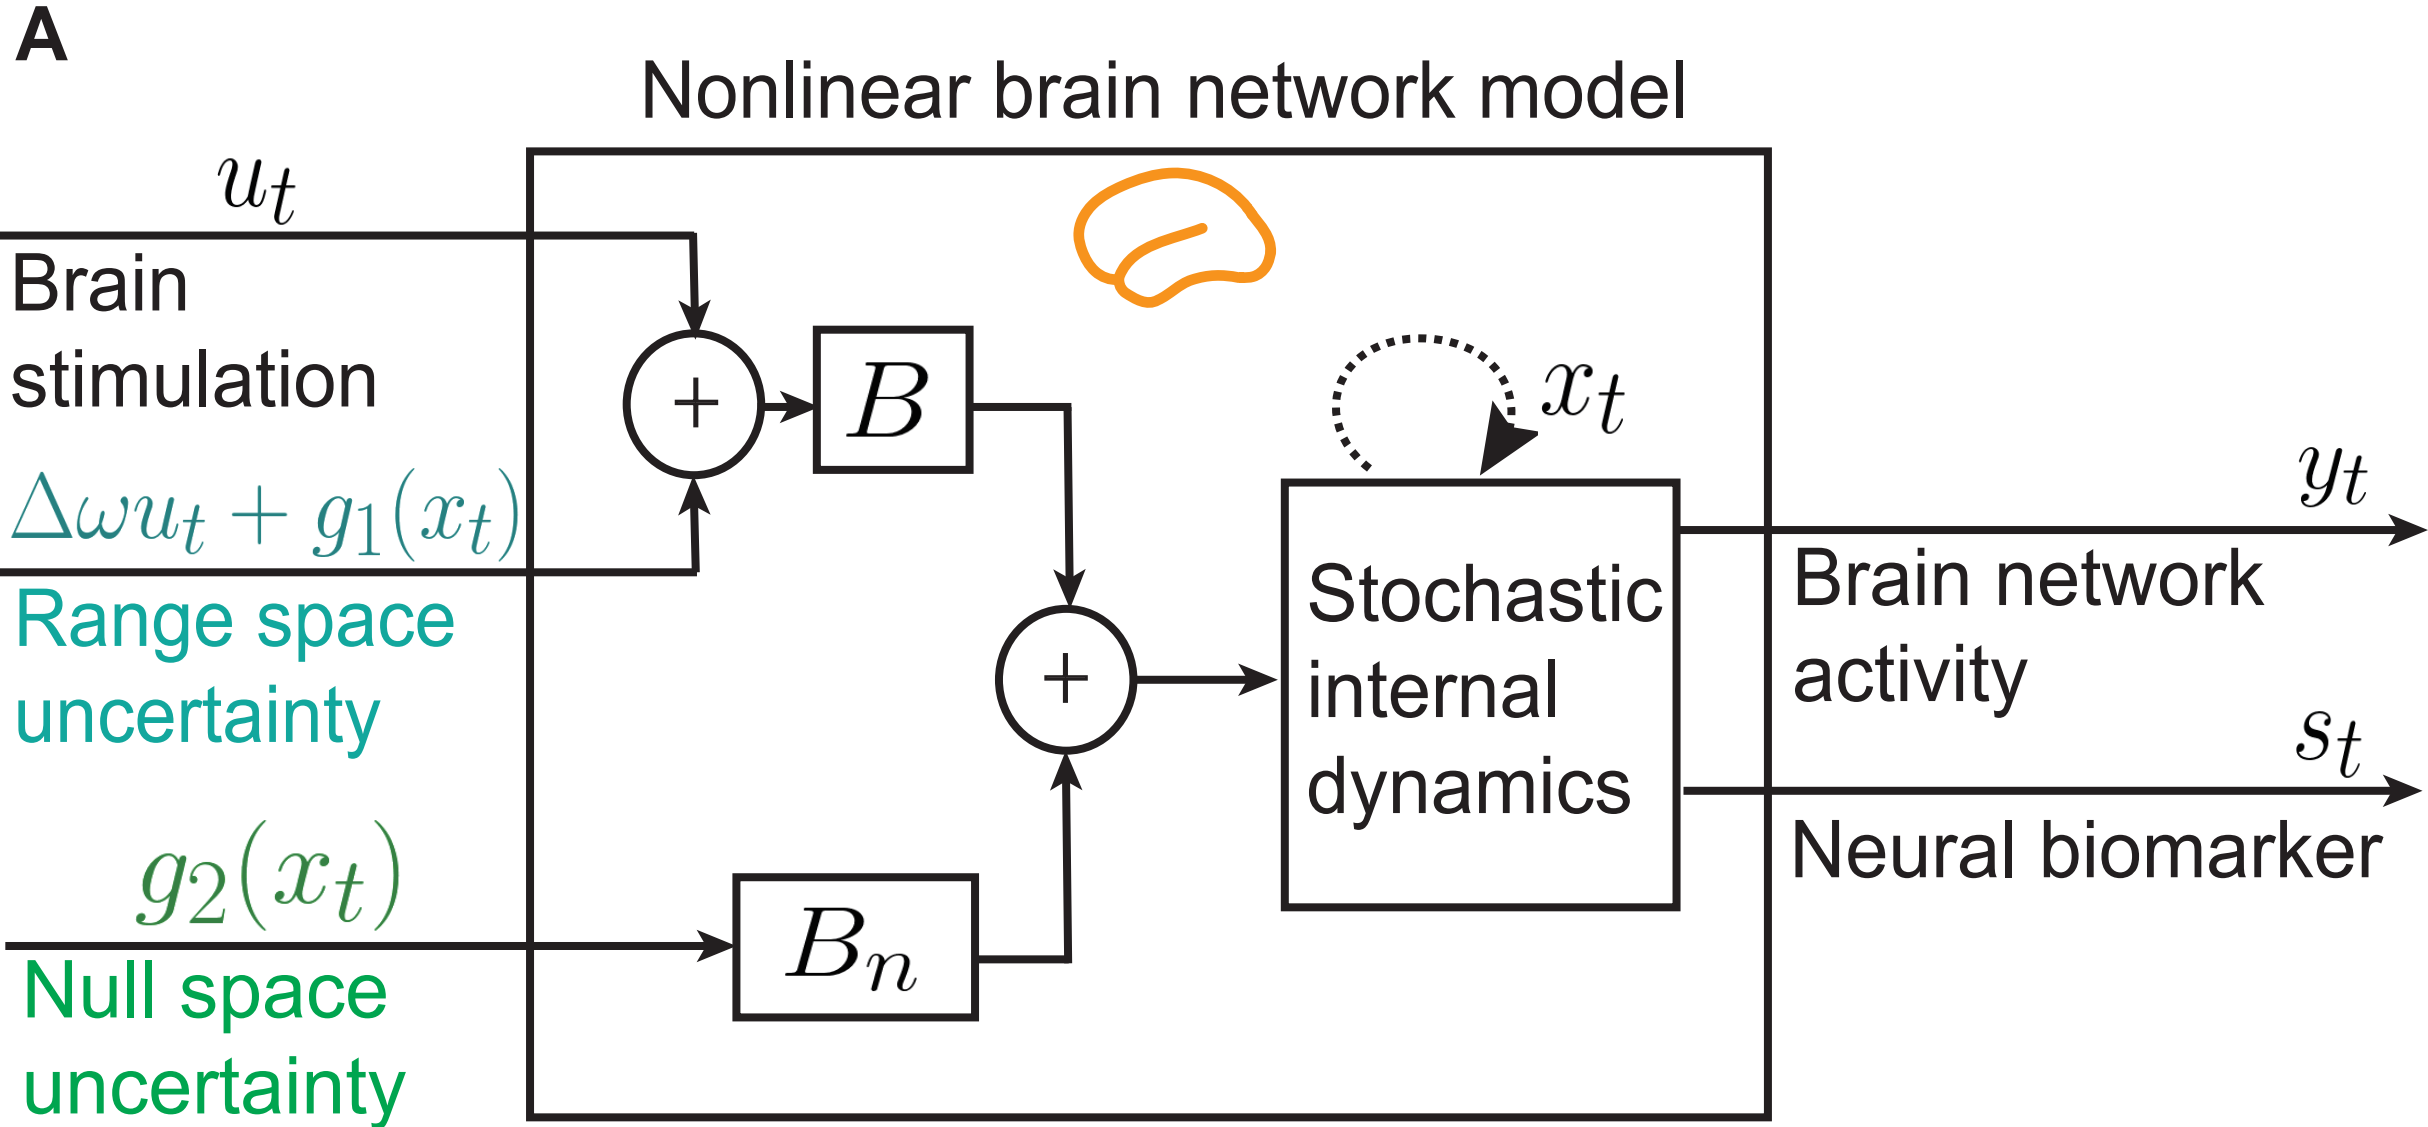 A
Nonlinear brain network model
u_t
Brain
stimulation
Δωu_t + g_1(x_t)
Range space
uncertainty
g_2(x_t)
Null space
uncertainty
+
B
+
B_n
x_t
Stochastic
internal
dynamics
y_t
Brain network
activity
s_t
Neural biomarker